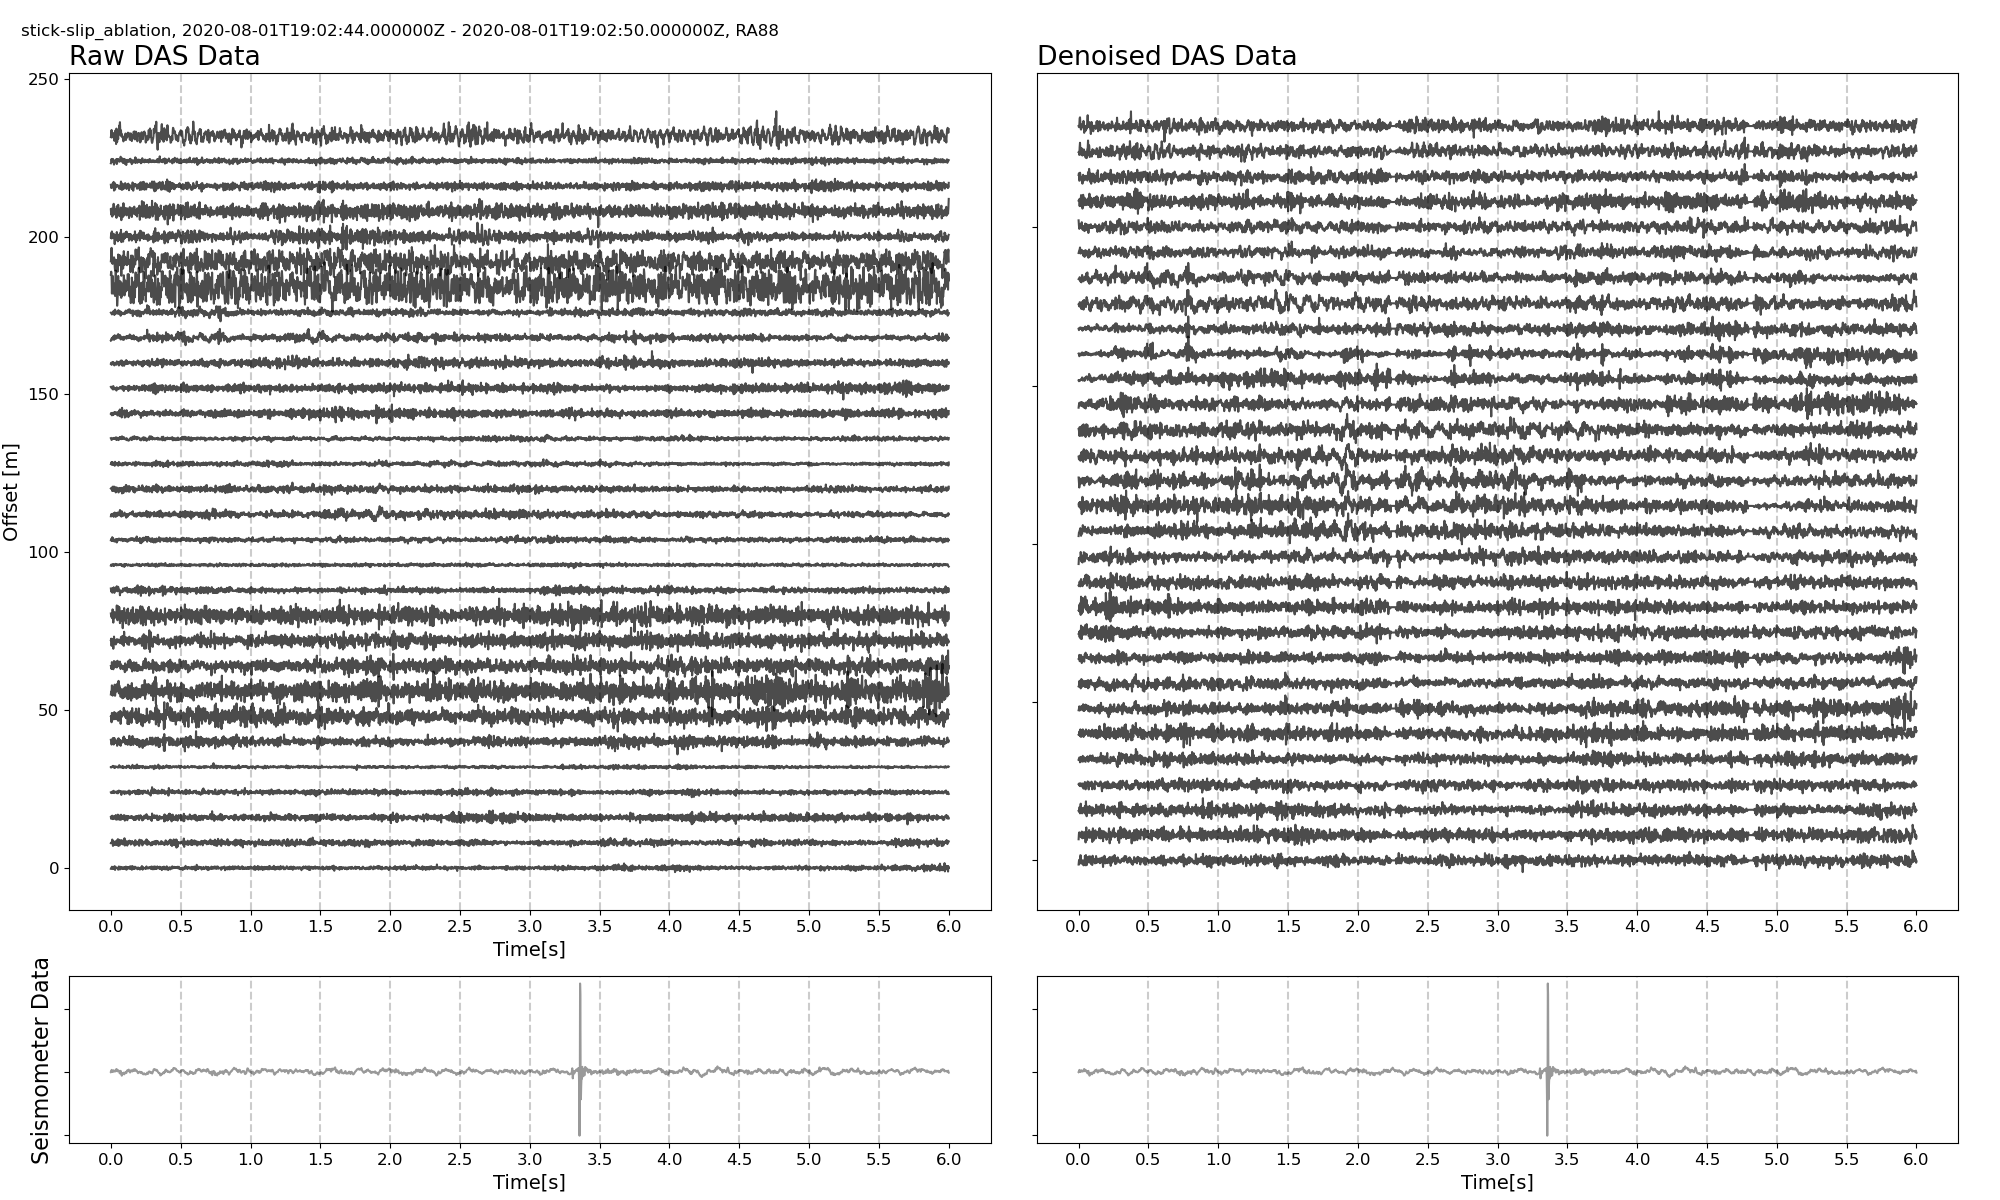 stick-slip_ablation, 2020-08-01T19:02:44.000000Z - 2020-08-01T19:02:50.000000Z, RA88
Raw DAS Data
Denoised DAS Data
250
200
150
100
50
0
Offset [m]
0.0 0.5 1.0 1.5 2.0 2.5 3.0 3.5 4.0 4.5 5.0 5.5 6.0
Time[s]
0.0 0.5 1.0 1.5 2.0 2.5 3.0 3.5 4.0 4.5 5.0 5.5 6.0
Seismometer Data
0.0 0.5 1.0 1.5 2.0 2.5 3.0 3.5 4.0 4.5 5.0 5.5 6.0
Time[s]
0.0 0.5 1.0 1.5 2.0 2.5 3.0 3.5 4.0 4.5 5.0 5.5 6.0
Time[s]